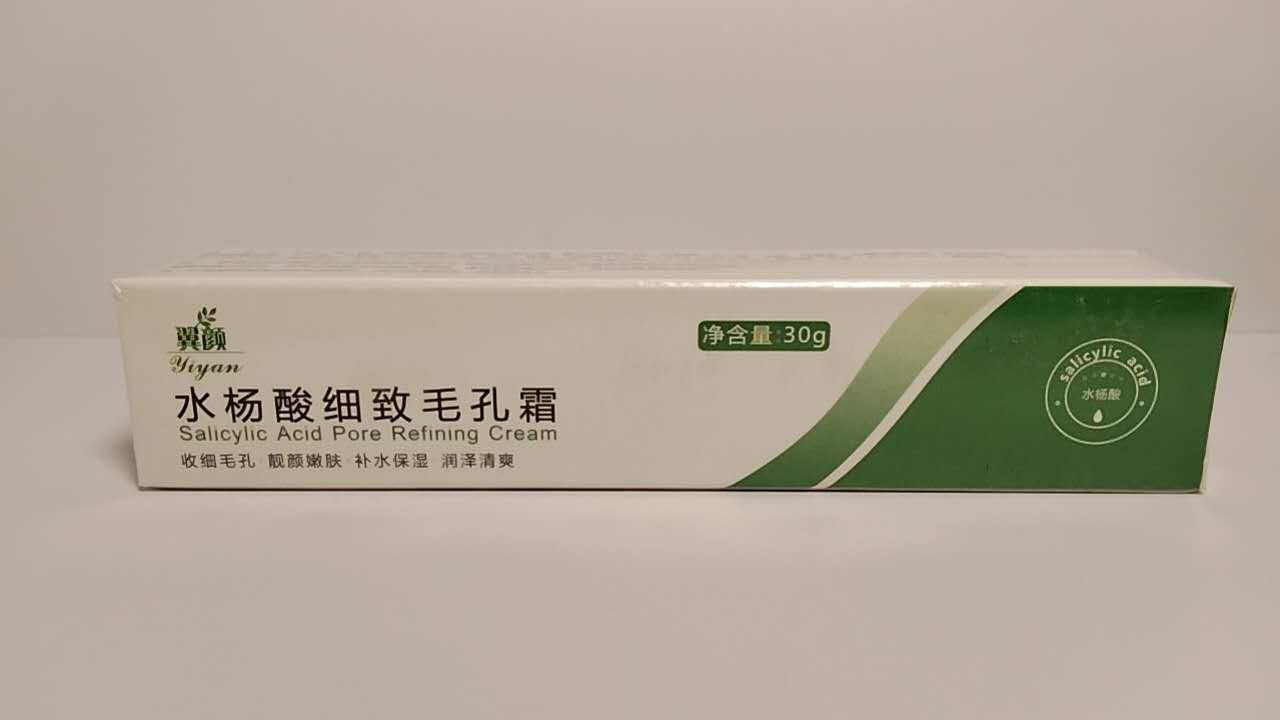 翼颜
Yiyan
水杨酸细致毛孔霜
Salicylic Acid Pore Refining Cream
收细毛孔 靓颜嫩肤 补水保湿 润泽清爽
净含量:30g
salicylic acid
水杨酸